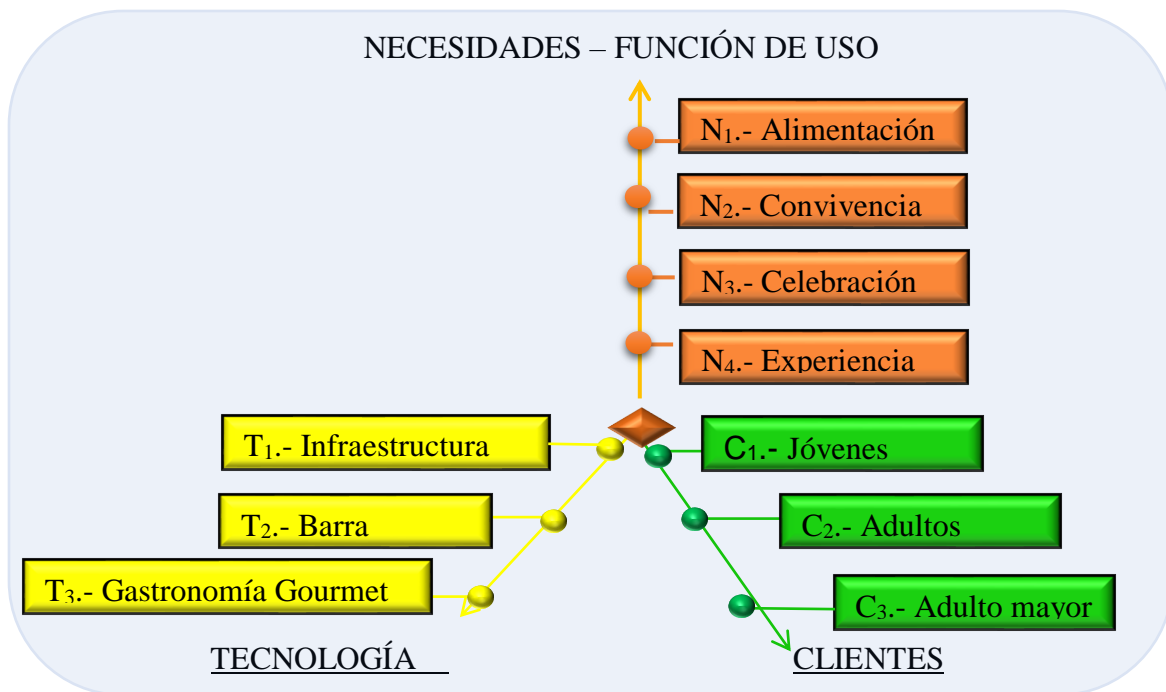 NECESIDADES – FUNCIÓN DE USO
N₁.- Alimentación
N₂.- Convivencia
N₃.- Celebración
N₄.- Experiencia
T₁.- Infraestructura
C₁.- Jóvenes
T₂.- Barra
C₂.- Adultos
T₃.- Gastronomía Gourmet
C₃.- Adulto mayor
TECNOLOGÍA
CLIENTES